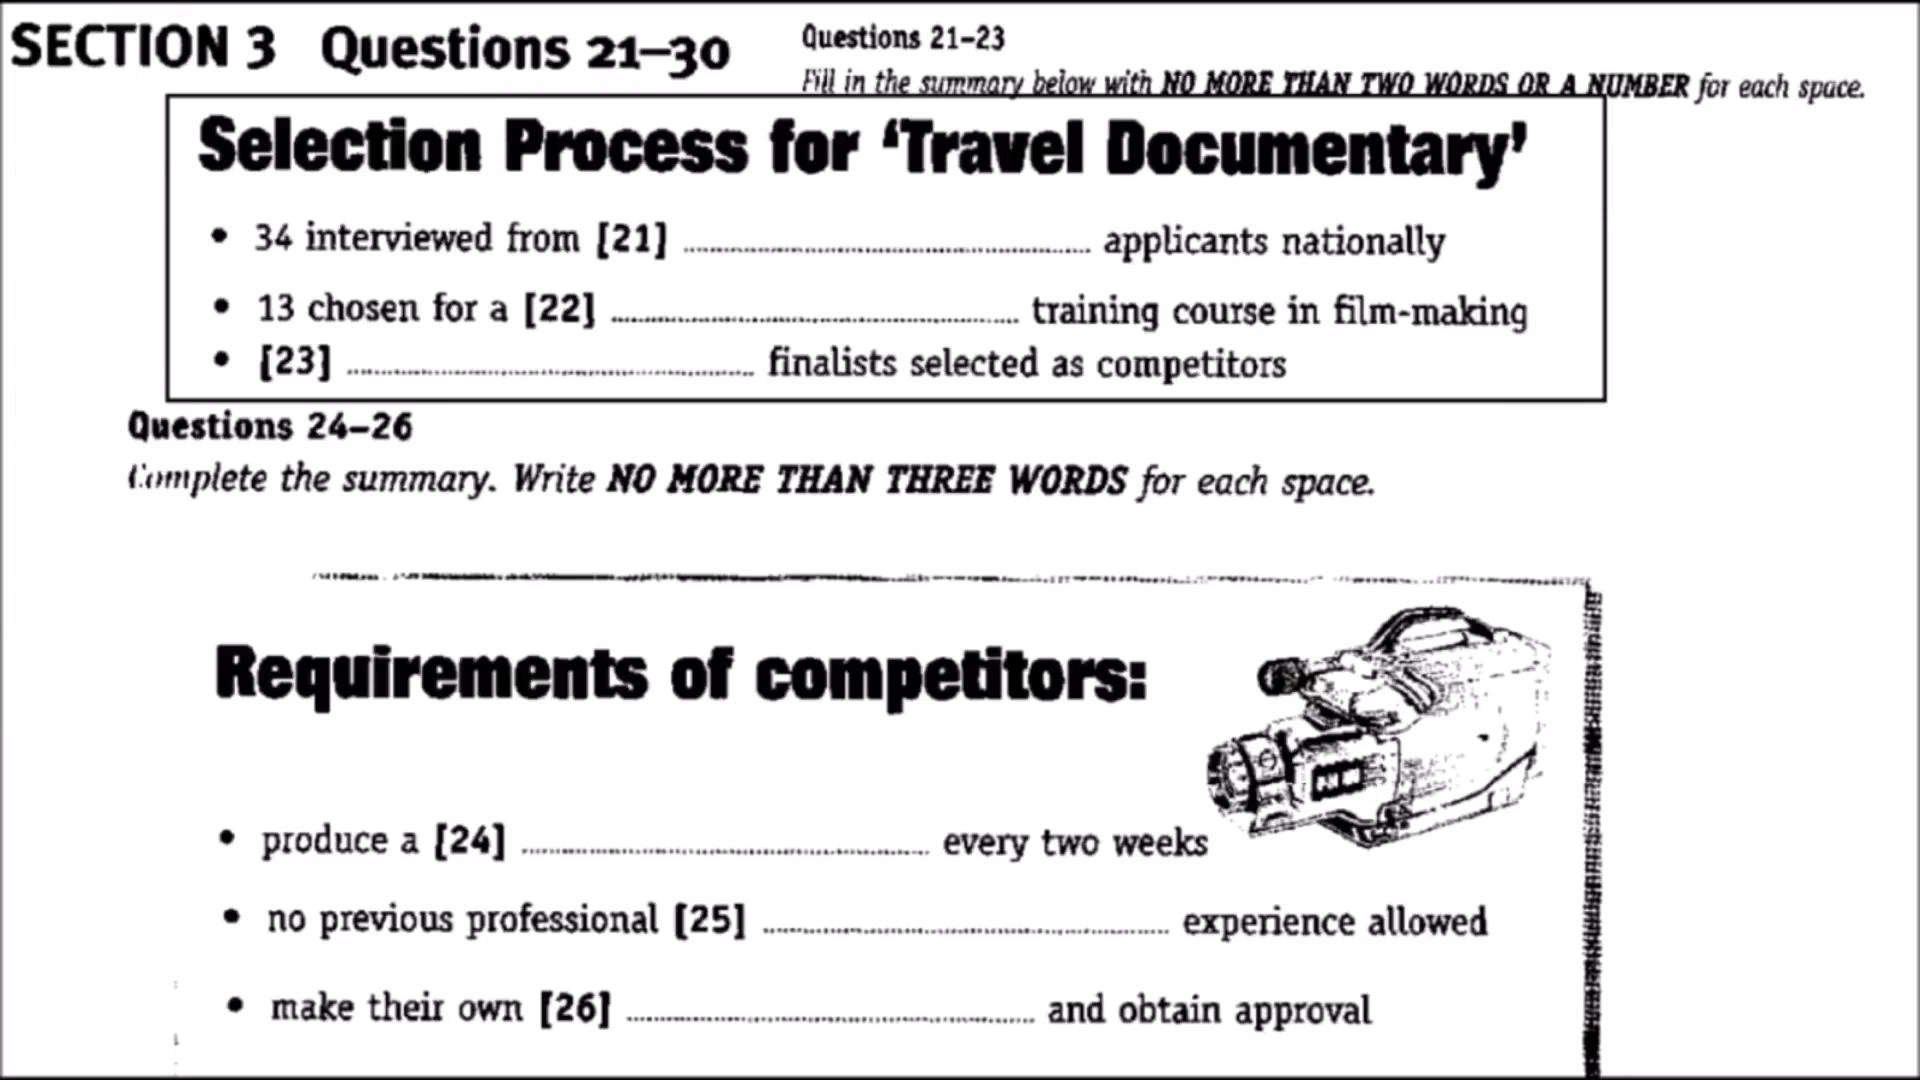 SECTION 3 Questions 21–30
Questions 21–23
Fill in the summary below with NO MORE THAN TWO WORDS OR A NUMBER for each space.
Selection Process for ‘Travel Documentary’
• 34 interviewed from [21] ........................ applicants nationally
• 13 chosen for a [22] ........................ training course in film-making
• [23] ........................ finalists selected as competitors
Questions 24–26
Complete the summary. Write NO MORE THAN THREE WORDS for each space.
Requirements of competitors:
• produce a [24] ........................ every two weeks
• no previous professional [25] ........................ experience allowed
• make their own [26] ........................ and obtain approval